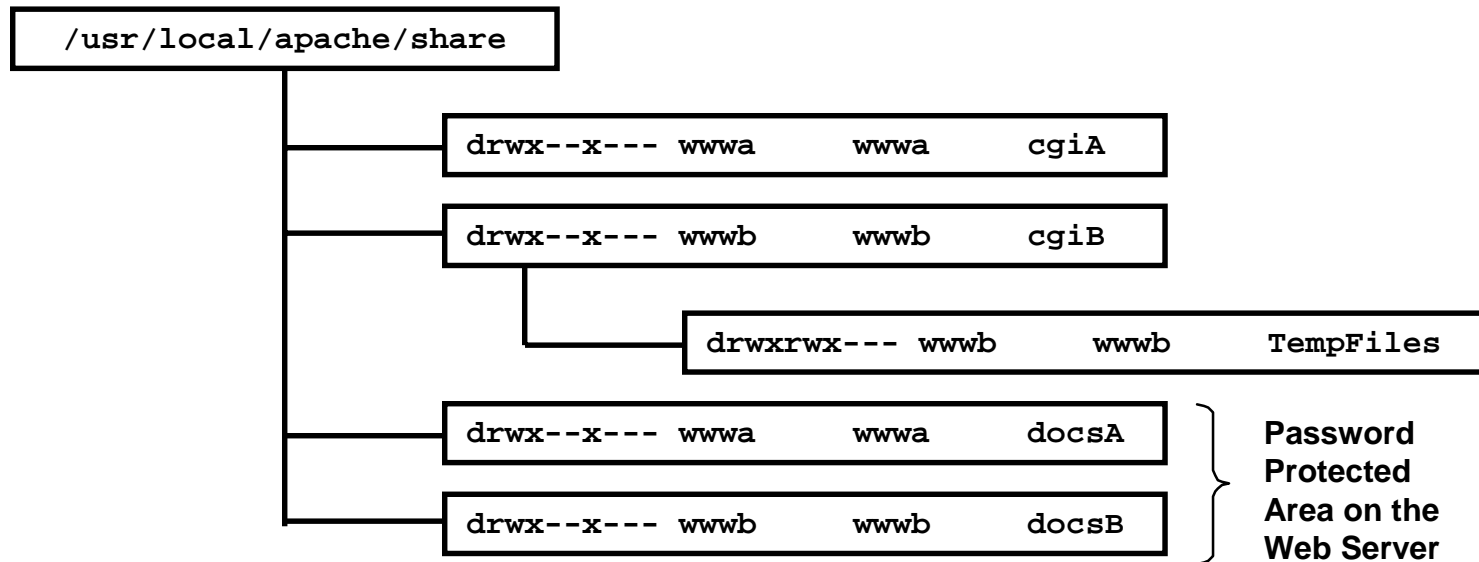 /usr/local/apache/share
drwx--x--- wwwa wwwa cgiA
drwx--x--- wwwb wwwb cgiB
drwxrwx--- wwwb wwwb TempFiles
drwx--x--- wwwa wwwa docsA
drwx--x--- wwwb wwwb docsB
Password
Protected
Area on the
Web Server